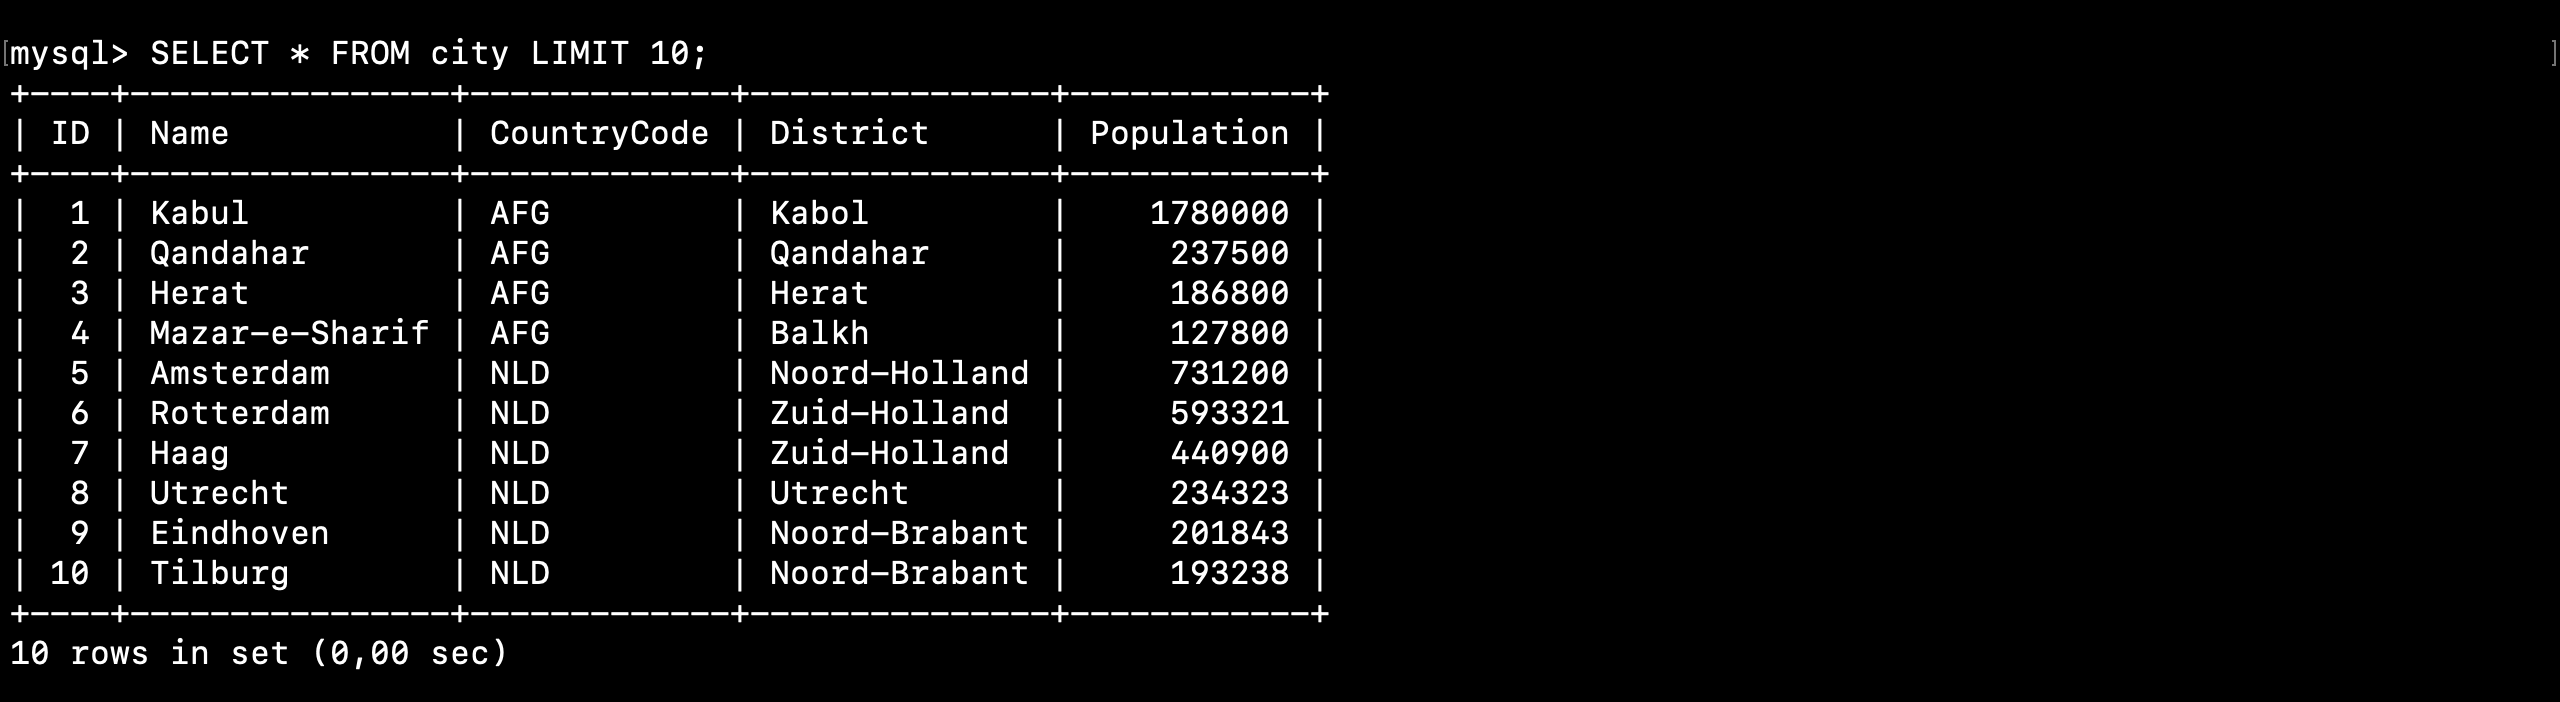 [mysql> SELECT * FROM city LIMIT 10; ]
+----+----------------+-------------+---------------+------------+
| ID | Name           | CountryCode | District      | Population |
+----+----------------+-------------+---------------+------------+
|  1 | Kabul          | AFG         | Kabol         |    1780000 |
|  2 | Qandahar       | AFG         | Qandahar      |     237500 |
|  3 | Herat          | AFG         | Herat         |     186800 |
|  4 | Mazar-e-Sharif | AFG         | Balkh         |     127800 |
|  5 | Amsterdam      | NLD         | Noord-Holland |     731200 |
|  6 | Rotterdam      | NLD         | Zuid-Holland  |     593321 |
|  7 | Haag           | NLD         | Zuid-Holland  |     440900 |
|  8 | Utrecht        | NLD         | Utrecht       |     234323 |
|  9 | Eindhoven      | NLD         | Noord-Brabant |     201843 |
| 10 | Tilburg        | NLD         | Noord-Brabant |     193238 |
+----+----------------+-------------+---------------+------------+
10 rows in set (0,00 sec)